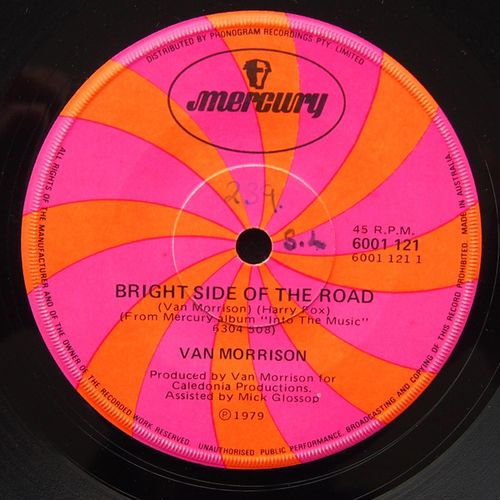 DISTRIBUTED BY PHONOGRAM RECORDINGS PTY. LIMITED
mercury
239.
S.L
45 R.P.M.
6001 121
6001 121 1
BRIGHT SIDE OF THE ROAD
(Van Morrison) (Harry Fox)
(From Mercury album "Into The Music"
6304 508)
VAN MORRISON
Produced by Van Morrison for
Caledonia Productions.
Assisted by Mick Glossop
℗1979
ALL RIGHTS OF THE MANUFACTURER AND OF THE OWNER OF THE RECORDED WORK RESERVED. UNAUTHORISED PUBLIC PERFORMANCE BROADCASTING AND COPYING OF THIS RECORD PROHIBITED. MADE IN AUSTRALIA